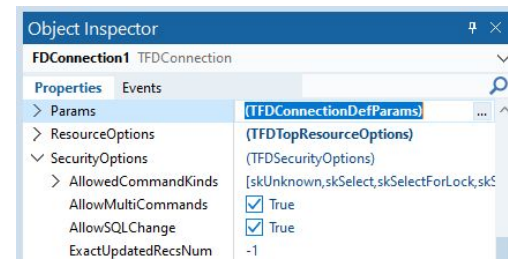 Object Inspector
FDConnection1 TFDConnection
Properties Events
Params (TFDConnectionDefParams) ...
ResourceOptions (TFDTopResourceOptions)
SecurityOptions (TFDSecurityOptions)
AllowedCommandKinds [skUnknown,skSelect,skSelectForLock,skS
AllowMultiCommands True
AllowSQLChange True
ExactUpdatedRecsNum -1